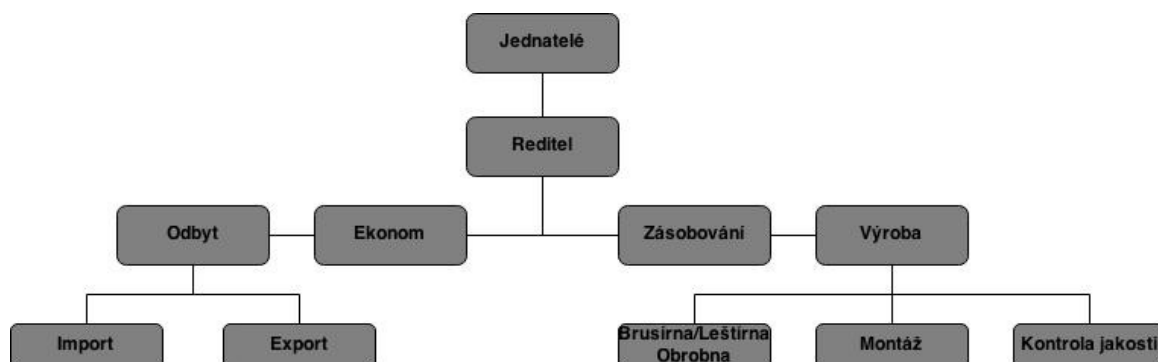 Jednatelé
Reditel
Odbyt
Ekonom
Zásobování
Výroba
Import
Export
Brusírna/Leštírna
Obrobna
Montáž
Kontrola jakosti